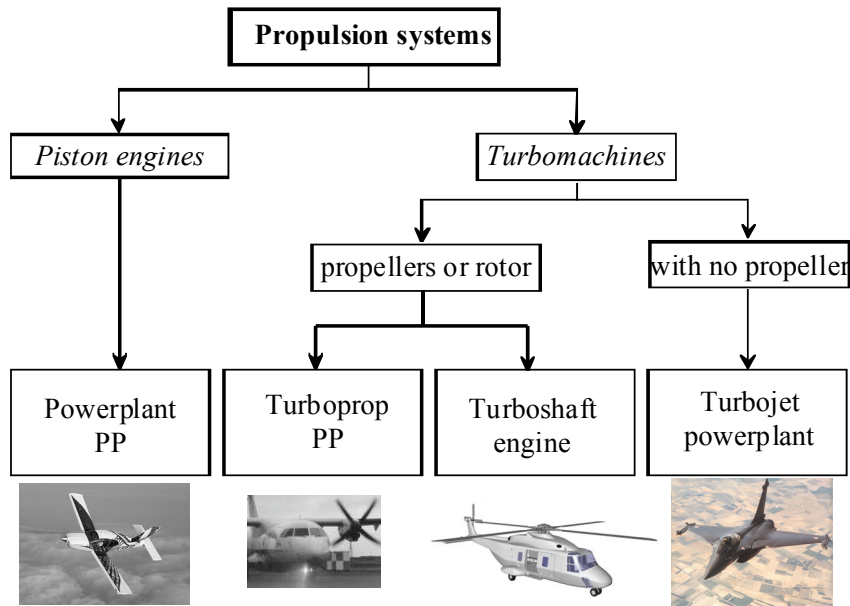 Propulsion systems
Piston engines
Turbomachines
propellers or rotor
with no propeller
Powerplant
PP
Turboprop
PP
Turboshaft
engine
Turbojet
powerplant